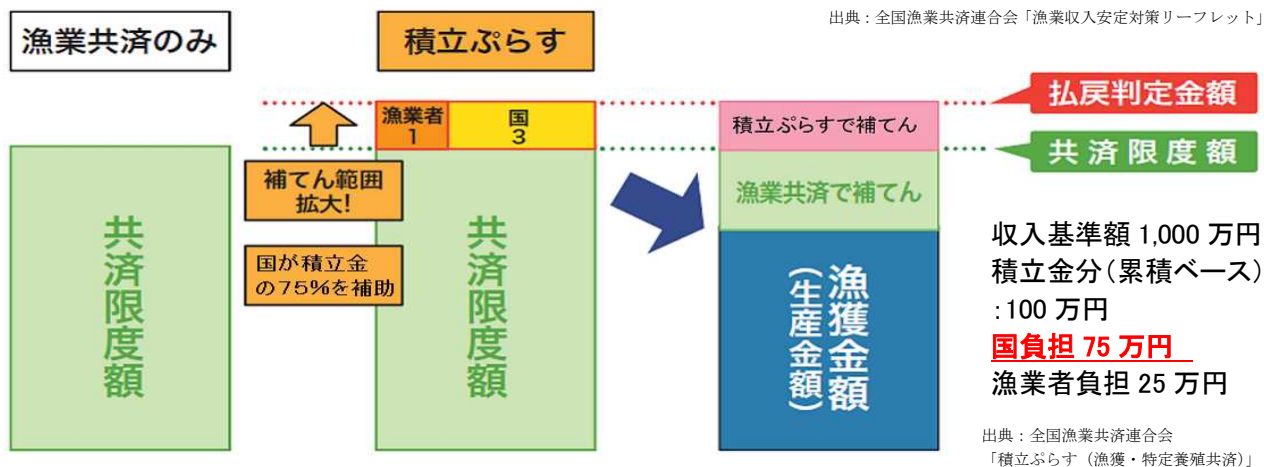 出典：全国漁業共済連合会「漁業収入安定対策リーフレット」
漁業共済のみ
積立ぷらす
払戻判定金額
漁業者
1
国
3
積立ぷらすで補てん
共済限度額
補てん範囲
拡大!
漁業共済で補てん
国が積立金
の75%を補助
共済限度額
共済限度額
漁獲金額
（生産金額）
収入基準額 1,000 万円
積立金分（累積ベース）
：100 万円
国負担 75 万円
漁業者負担 25 万円
出典：全国漁業共済連合会
「積立ぷらす（漁獲・特定養殖共済）」